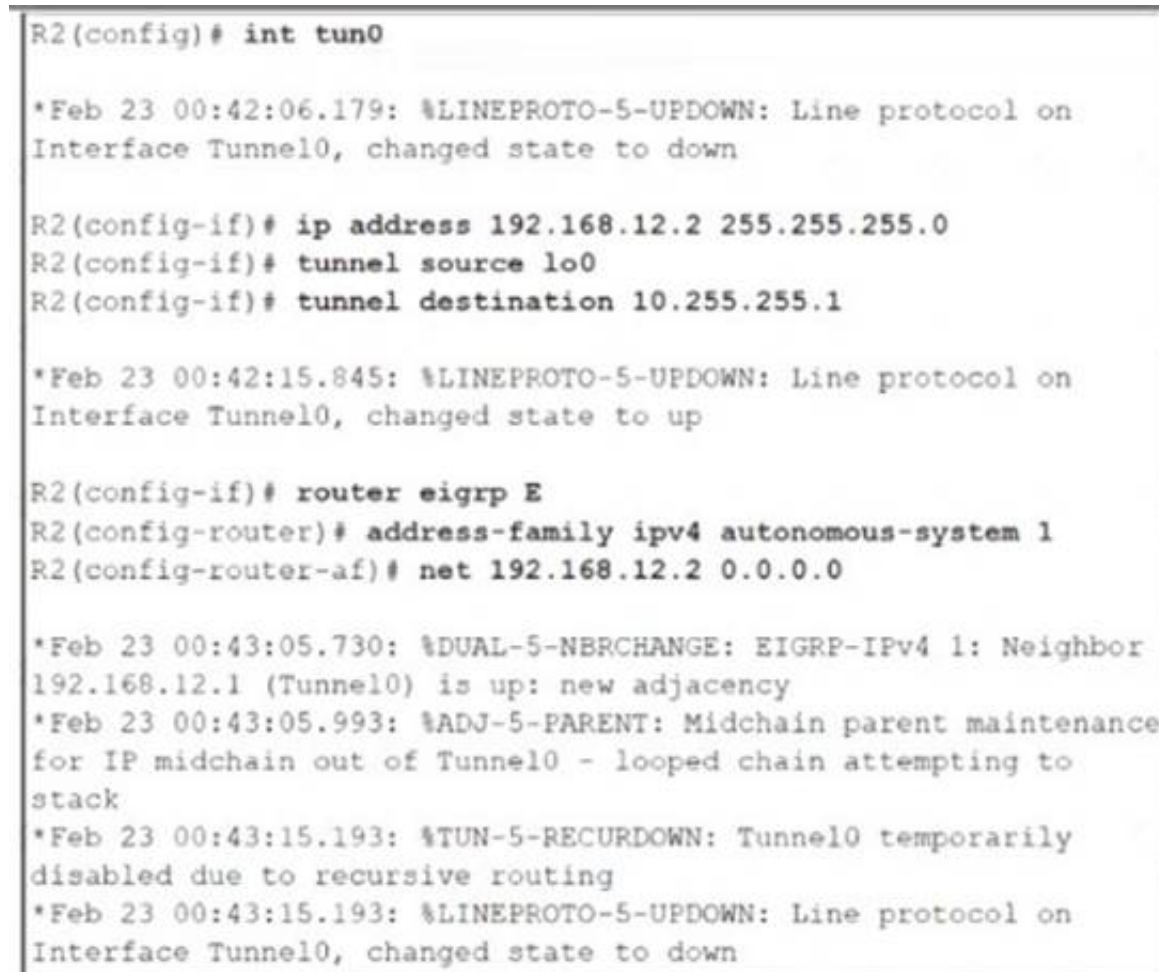 R2(config)# int tun0
*Feb 23 00:42:06.179: %LINEPROTO-5-UPDOWN: Line protocol on
Interface Tunnel0, changed state to down
R2(config-if)# ip address 192.168.12.2 255.255.255.0
R2(config-if)# tunnel source lo0
R2(config-if)# tunnel destination 10.255.255.1
*Feb 23 00:42:15.845: %LINEPROTO-5-UPDOWN: Line protocol on
Interface Tunnel0, changed state to up
R2(config-if)# router eigrp E
R2(config-router)# address-family ipv4 autonomous-system 1
R2(config-router-af)# net 192.168.12.2 0.0.0.0
*Feb 23 00:43:05.730: %DUAL-5-NBRCHANGE: EIGRP-IPv4 1: Neighbor
192.168.12.1 (Tunnel0) is up: new adjacency
*Feb 23 00:43:05.993: %ADJ-5-PARENT: Midchain parent maintenance
for IP midchain out of Tunnel0 - looped chain attempting to
stack
*Feb 23 00:43:15.193: %TUN-5-RECURDOWN: Tunnel0 temporarily
disabled due to recursive routing
*Feb 23 00:43:15.193: %LINEPROTO-5-UPDOWN: Line protocol on
Interface Tunnel0, changed state to down